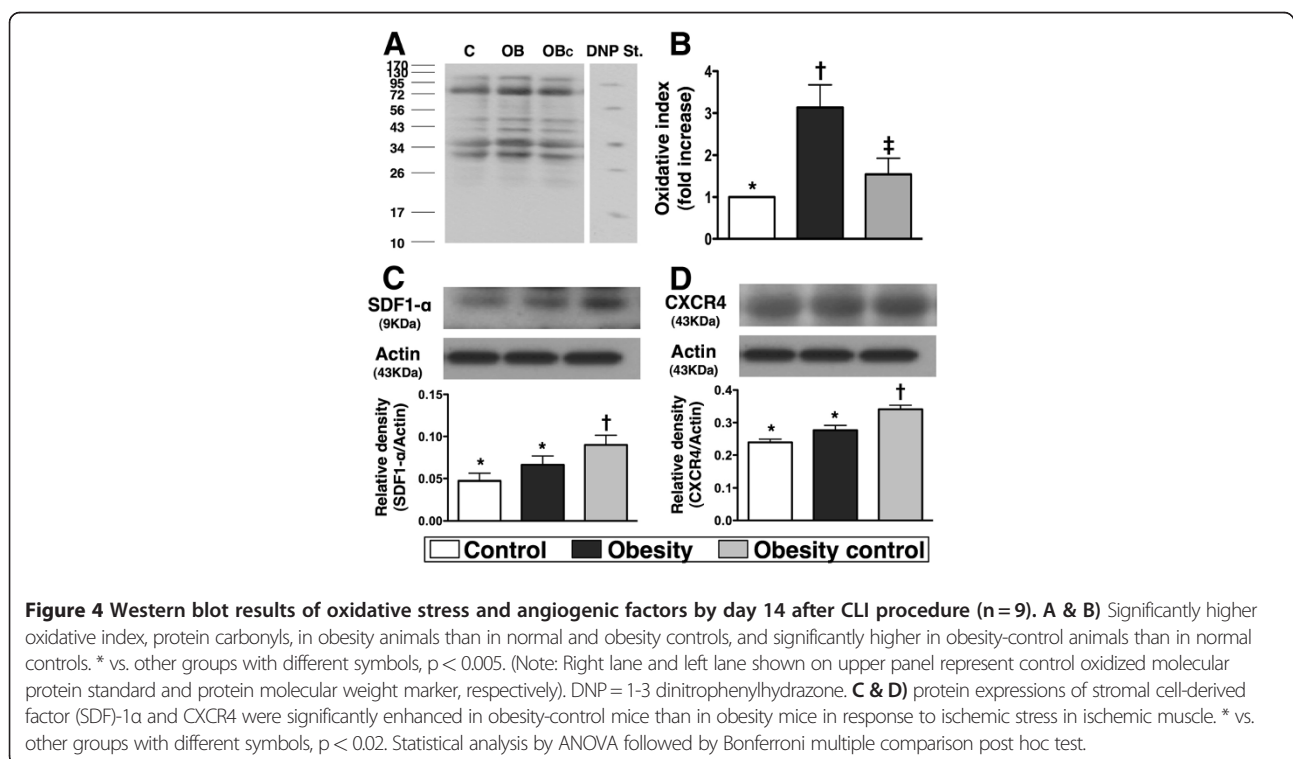 A
C OB OBc DNP St.
170
130
95
72
56
43
34
26
17
10
B
Oxidative index
(fold increase)
4
3
2
1
0
*
†
‡
C
SDF1-α
(9KDa)
Actin
(43KDa)
Relative density
(SDF1-α/Actin)
0.15
0.10
0.05
0.00
*
*
†
D
CXCR4
(43KDa)
Actin
(43KDa)
Relative density
(CXCR4/Actin)
0.4
0.3
0.2
0.1
0.0
*
*
†
Control Obesity Obesity control
Figure 4 Western blot results of oxidative stress and angiogenic factors by day 14 after CLI procedure (n = 9). A & B) Significantly higher
oxidative index, protein carbonyls, in obesity animals than in normal and obesity controls, and significantly higher in obesity-control animals than in normal
controls. * vs. other groups with different symbols, p < 0.005. (Note: Right lane and left lane shown on upper panel represent control oxidized molecular
protein standard and protein molecular weight marker, respectively). DNP = 1-3 dinitrophenylhydrazone. C & D) protein expressions of stromal cell-derived
factor (SDF)-1α and CXCR4 were significantly enhanced in obesity-control mice than in obesity mice in response to ischemic stress in ischemic muscle. * vs.
other groups with different symbols, p < 0.02. Statistical analysis by ANOVA followed by Bonferroni multiple comparison post hoc test.